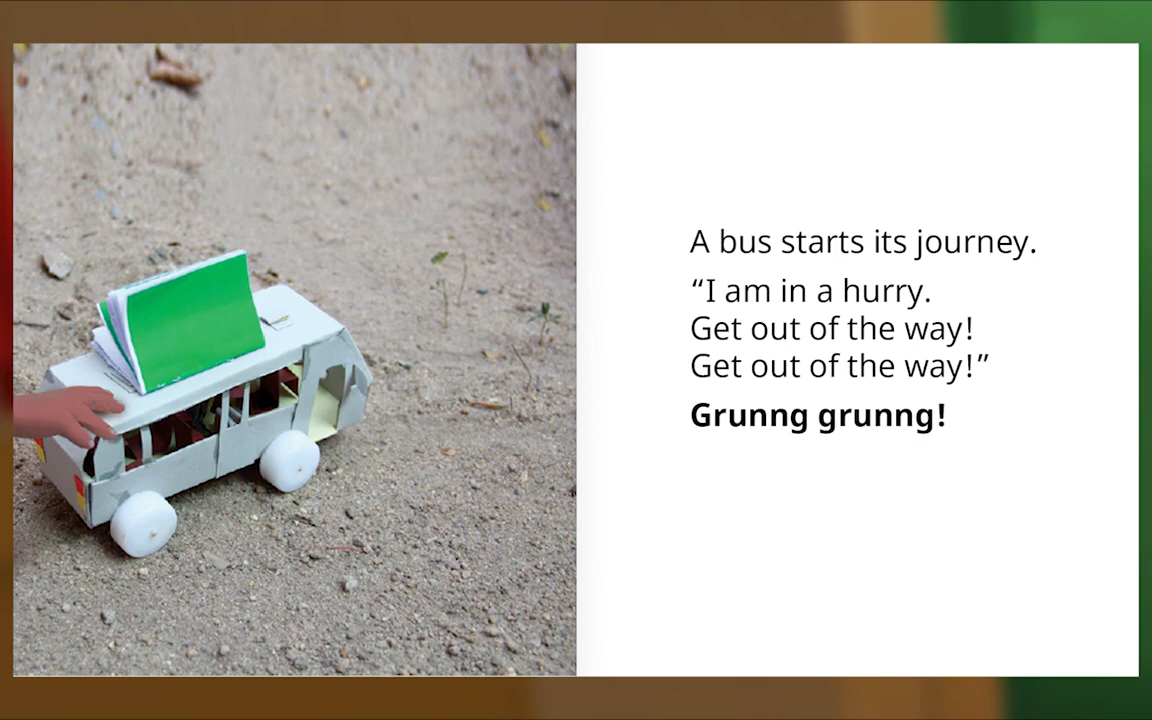 A bus starts its journey.
“I am in a hurry.
Get out of the way!
Get out of the way!”
Grunng grunng!